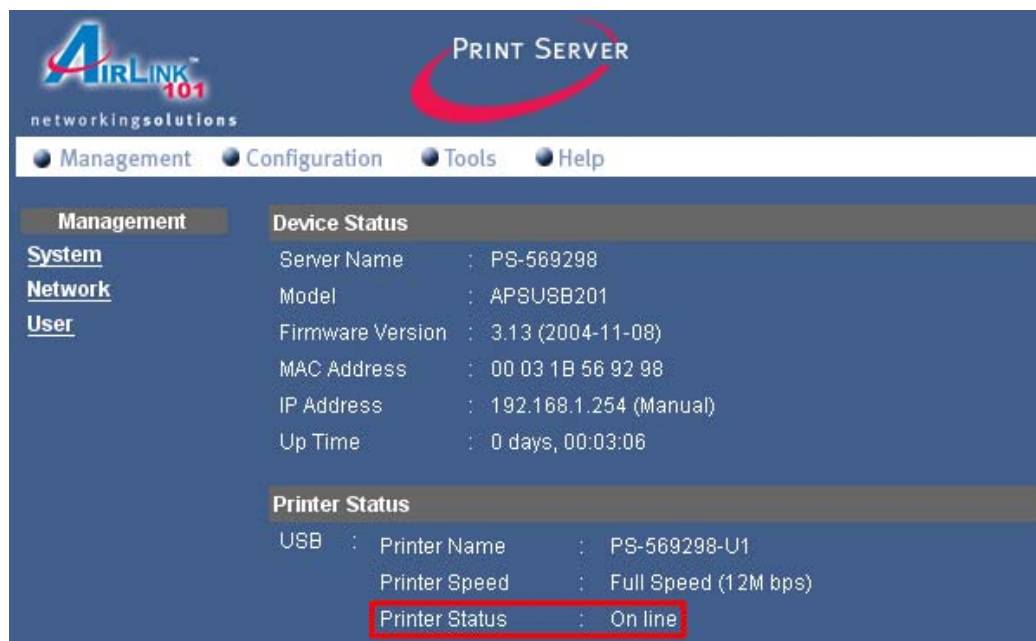 AIRLINK™
101
networkingsolutions
PRINT SERVER
Management Configuration Tools Help
Management
System
Network
User
Device Status
Server Name : PS-569298
Model : APSUSB201
Firmware Version : 3.13 (2004-11-08)
MAC Address : 00 03 1B 56 92 98
IP Address : 192.168.1.254 (Manual)
Up Time : 0 days, 00:03:06
Printer Status
USB : Printer Name : PS-569298-U1
Printer Speed : Full Speed (12M bps)
Printer Status : On line